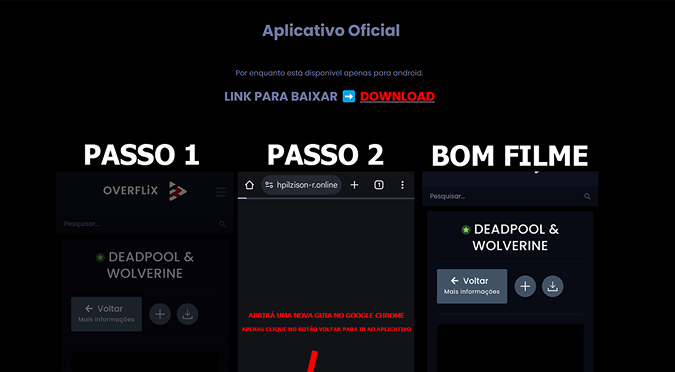 Aplicativo Oficial
Por enquanto está disponivel apenas para android.
LINK PARA BAIXAR ➡ DOWNLOAD
PASSO 1
PASSO 2
BOM FILME
OVERFLiX
Pesquisar...
DEADPOOL &
WOLVERINE
Voltar
Mais informações
hpilzison-r.online
1
ABRIRÁ UMA NOVA GUIA NO GOOGLE CHROME
APENAS CLIQUE NO BOTÃO VOLTAR PARA IR AO APLICATIVO
Pesquisar...
DEADPOOL &
WOLVERINE
Voltar
Mais informações